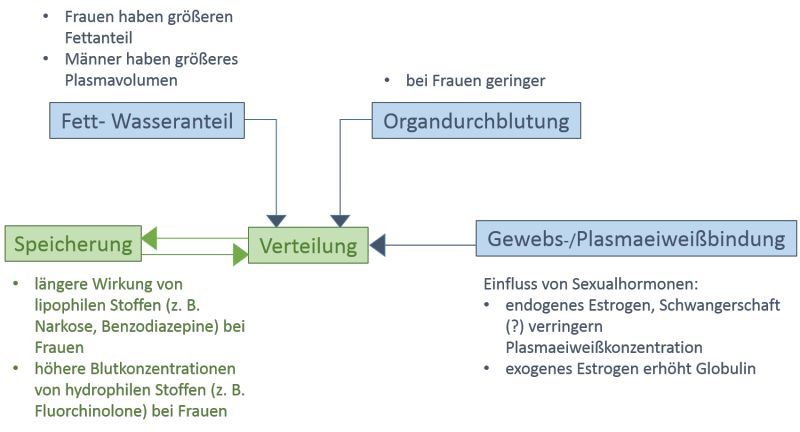 • Frauen haben größeren
Fettanteil
• Männer haben größeres
Plasmavolumen
• bei Frauen geringer
Fett- Wasseranteil
Organdurchblutung
Speicherung
Verteilung
Gewebs-/Plasmaeiweißbindung
• längere Wirkung von
lipophilen Stoffen (z. B.
Narkose, Benzodiazepine) bei
Frauen
• höhere Blutkonzentrationen
von hydrophilen Stoffen (z. B.
Fluorchinolone) bei Frauen
Einfluss von Sexualhormonen:
• endogenes Estrogen, Schwangerschaft
(?) verringern
Plasmaeiweißkonzentration
• exogenes Estrogen erhöht Globulin